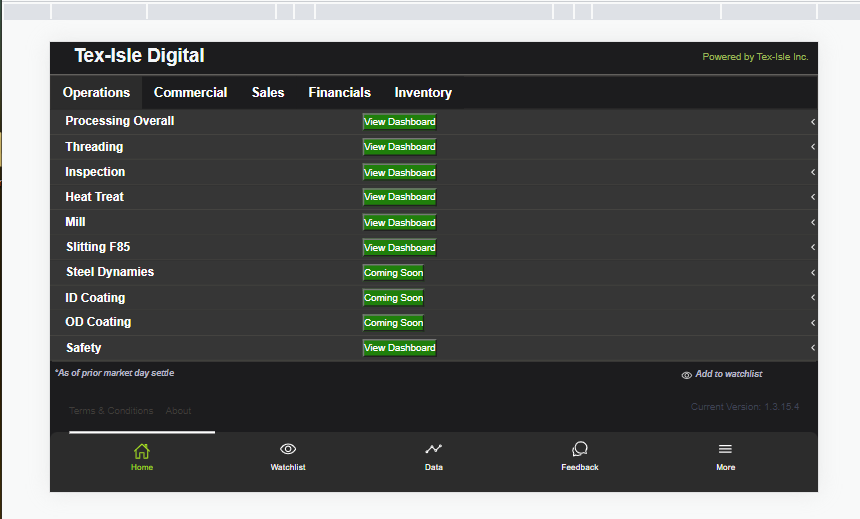 Tex-Isle Digital
Powered by Tex-Isle Inc.
Operations Commercial Sales Financials Inventory
Processing Overall View Dashboard
Threading View Dashboard
Inspection View Dashboard
Heat Treat View Dashboard
Mill View Dashboard
Slitting F85 View Dashboard
Steel Dynamies Coming Soon
ID Coating Coming Soon
OD Coating Coming Soon
Safety View Dashboard
*As of prior market day settle Add to watchlist
Terms & Conditions About Current Version: 1.3.15.4
Home Watchlist Data Feedback More